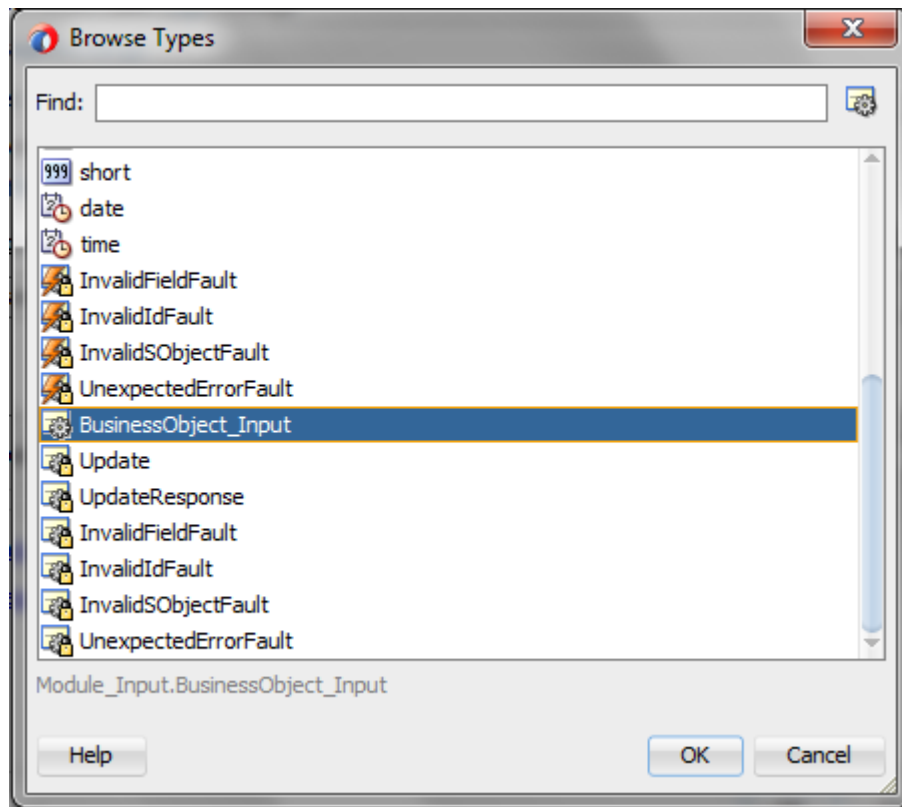 Browse Types
Find:
999 short
date
time
InvalidFieldFault
InvalidIdFault
InvalidSObjectFault
UnexpectedErrorFault
BusinessObject_Input
Update
UpdateResponse
InvalidFieldFault
InvalidIdFault
InvalidSObjectFault
UnexpectedErrorFault
Module_Input.BusinessObject_Input
Help OK Cancel